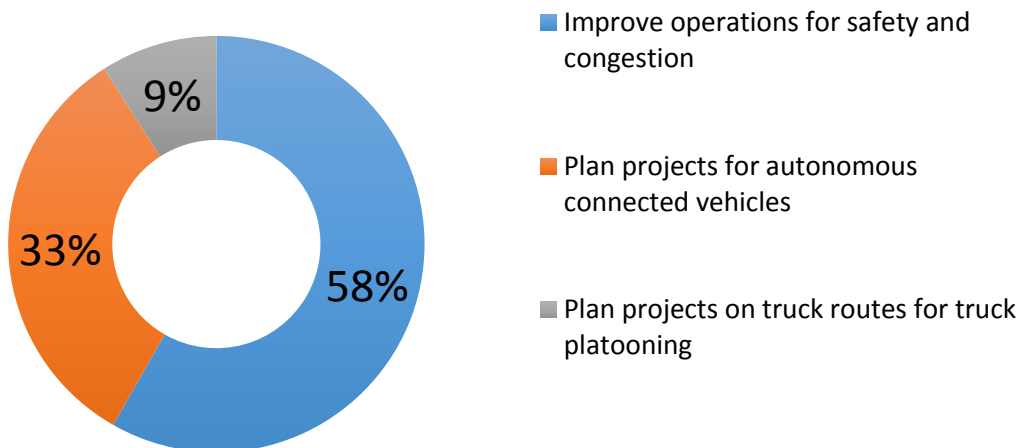 Improve operations for safety and
congestion
9%
Plan projects for autonomous
connected vehicles
33%
58%
Plan projects on truck routes for truck
platooning